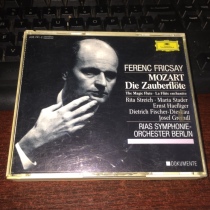 FERENC FRICSAY
MOZART
Die Zauberflöte
The Magic Flute · La Flûte enchantée
Rita Streich · Maria Stader
Ernst Haefliger
Dietrich Fischer-Dieskau
Josef Greindl
RIAS SYMPHONIE-
ORCHESTER BERLIN
DOKUMENTE